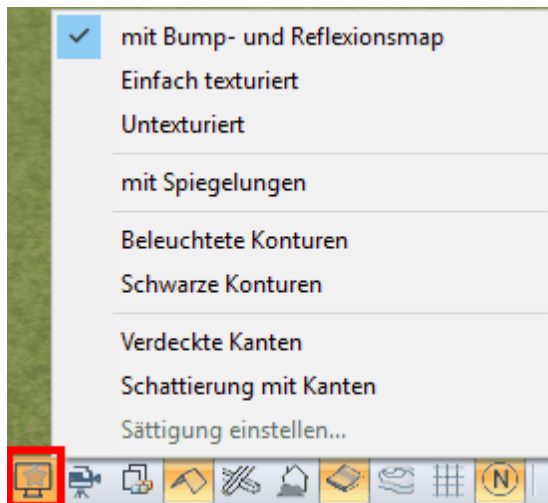 mit Bump- und Reflexionsmap
Einfach texturiert
Untexturiert
mit Spiegelungen
Beleuchtete Konturen
Schwarze Konturen
Verdeckte Kanten
Schattierung mit Kanten
Sättigung einstellen...
N